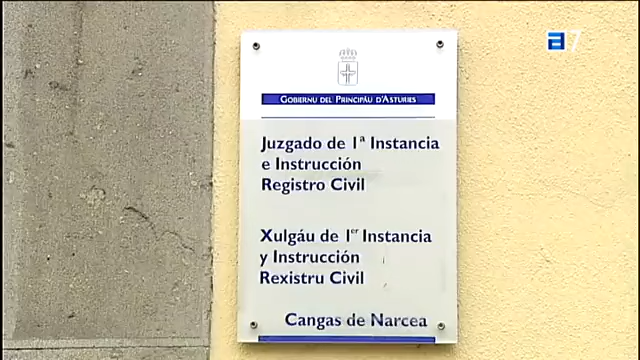 a7
GOBIERNU DEL PRINCIPÁU D'ASTURIES
Juzgado de 1ª Instancia
e Instrucción
Registro Civil
Xulgáu de 1er Instancia
y Instrucción
Rexistru Civil
Cangas de Narcea